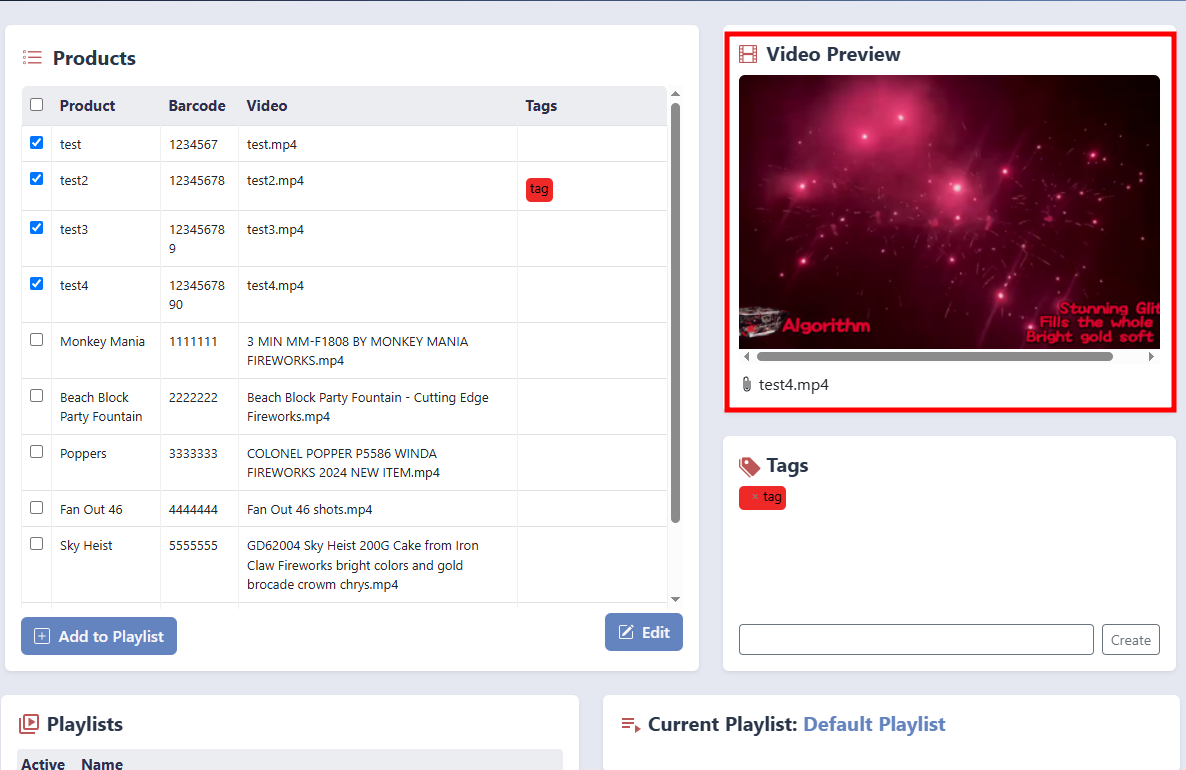 Products
Product Barcode Video Tags
test 1234567 test.mp4
test2 12345678 test2.mp4 tag
test3 12345678 test3.mp4
9
test4 12345678 test4.mp4
90
Monkey Mania 1111111 3 MIN MM-F1808 BY MONKEY MANIA
FIREWORKS.mp4
Beach Block 2222222 Beach Block Party Fountain - Cutting Edge
Party Fountain Fireworks.mp4
Poppers 3333333 COLONEL POPPER P5586 WINDA
FIREWORKS 2024 NEW ITEM.mp4
Fan Out 46 4444444 Fan Out 46 shots.mp4
Sky Heist 5555555 GD62004 Sky Heist 200G Cake from Iron
Claw Fireworks bright colors and gold
brocade crowm chrys.mp4
Add to Playlist
Edit
Video Preview
Stunning Glit
Algorithm Fills the whole
Bright gold soft
test4.mp4
Tags
× tag
Create
Playlists
Active Name
Current Playlist: Default Playlist